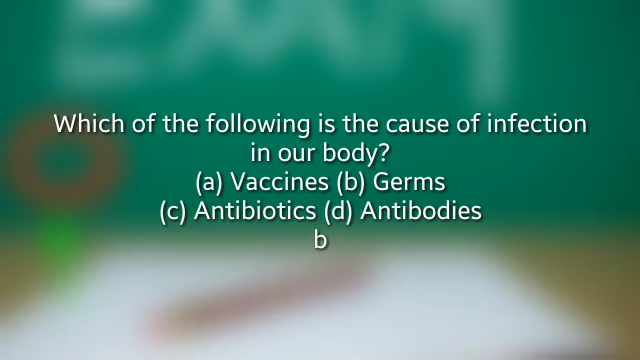 Which of the following is the cause of infection
in our body?
(a) Vaccines (b) Germs
(c) Antibiotics (d) Antibodies
b